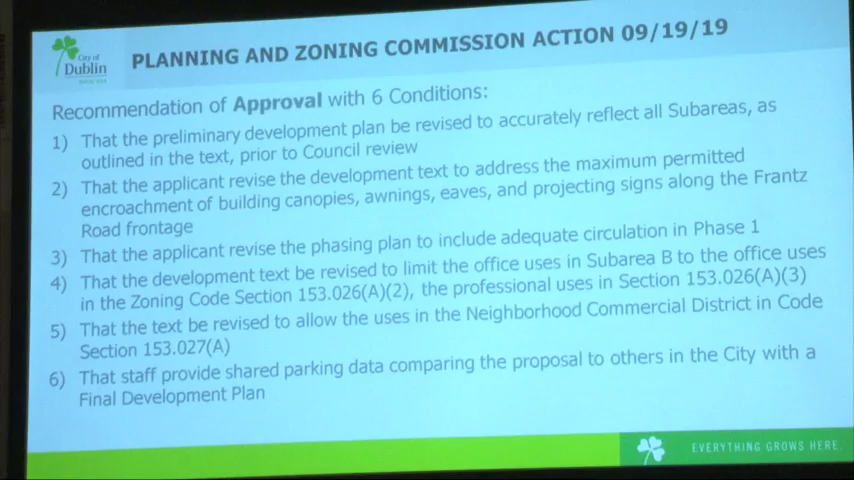 City of
Dublin
PLANNING AND ZONING COMMISSION ACTION 09/19/19
Recommendation of Approval with 6 Conditions:
1) That the preliminary development plan be revised to accurately reflect all Subareas, as
outlined in the text, prior to Council review
2) That the applicant revise the development text to address the maximum permitted
encroachment of building canopies, awnings, eaves, and projecting signs along the Frantz
Road frontage
3) That the applicant revise the phasing plan to include adequate circulation in Phase 1
4) That the development text be revised to limit the office uses in Subarea B to the office uses
in the Zoning Code Section 153.026(A)(2), the professional uses in Section 153.026(A)(3)
5) That the text be revised to allow the uses in the Neighborhood Commercial District in Code
Section 153.027(A)
6) That staff provide shared parking data comparing the proposal to others in the City with a
Final Development Plan
EVERYTHING GROWS HERE.